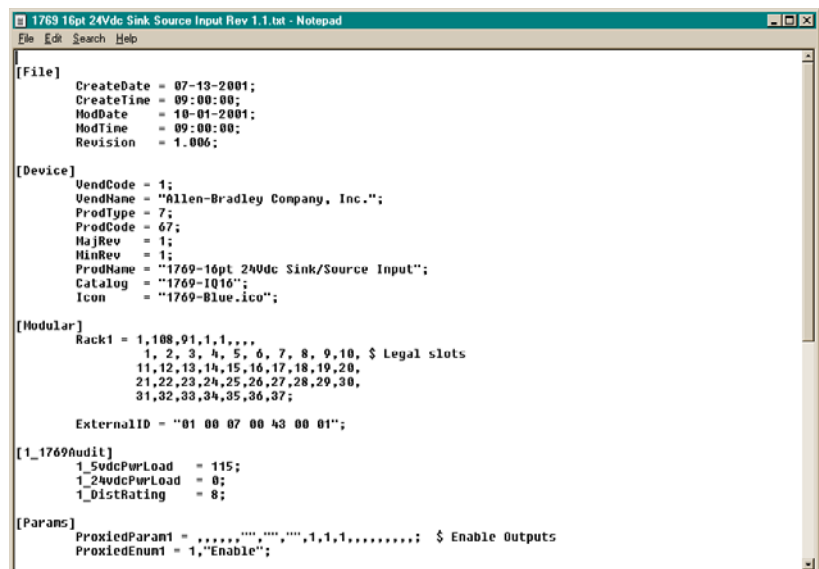 1769 16pt 24Vdc Sink Source Input Rev 1.1.txt - Notepad
File Edit Search Help
[File]
CreateDate = 07-13-2001;
CreateTime = 09:00:00;
ModDate = 10-01-2001;
ModTime = 09:00:00;
Revision = 1.006;
[Device]
VendCode = 1;
VendName = "Allen-Bradley Company, Inc.";
ProdType = 7;
ProdCode = 67;
MajRev = 1;
MinRev = 1;
ProdName = "1769-16pt 24Vdc Sink/Source Input";
Catalog = "1769-IQ16";
Icon = "1769-Blue.ico";
[Modular]
Rack1 = 1,108,91,1,1,,,,
1, 2, 3, 4, 5, 6, 7, 8, 9,10, $ Legal slots
11,12,13,14,15,16,17,18,19,20,
21,22,23,24,25,26,27,28,29,30,
31,32,33,34,35,36,37;
ExternalID = "01 00 07 00 43 00 01";
[1_1769Audit]
1_5vdcPwrLoad = 115;
1_24vdcPwrLoad = 0;
1_DistRating = 8;
[Params]
ProxiedParam1 = ,,,,,,"","","",1,1,1,,,,,,,,,; $ Enable Outputs
ProxiedEnum1 = 1,"Enable";